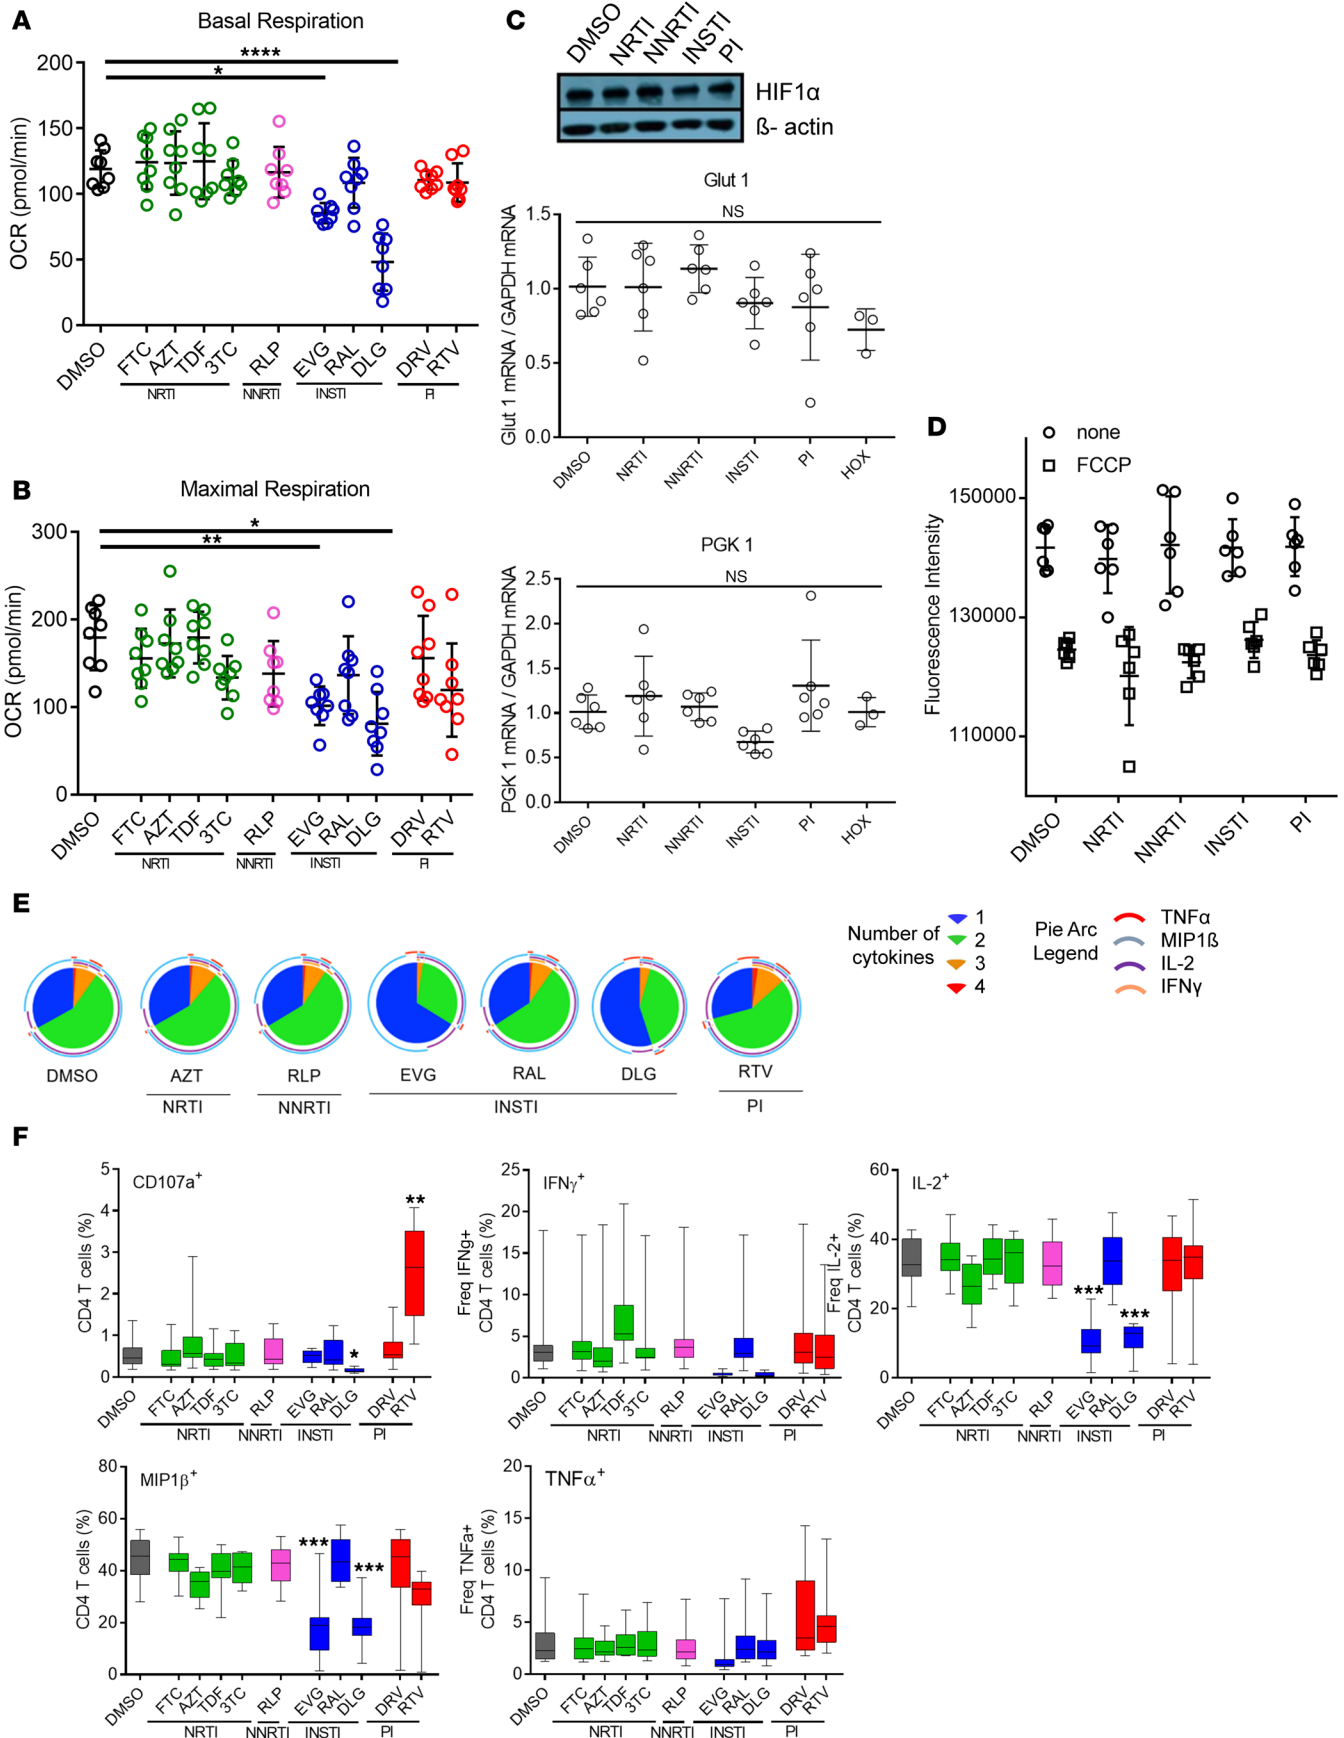 A
Basal Respiration
****
*
200
150
100
50
0
OCR (pmol/min)
DMSO
FTC
AZT
TDF
3TC
RLP
EVG
RAL
DLG
DRV
RTV
NRTI
NNRTI
INSTI
PI
B
Maximal Respiration
*
**
300
200
100
0
OCR (pmol/min)
DMSO
FTC
AZT
TDF
3TC
RLP
EVG
RAL
DLG
DRV
RTV
NRTI
NNRTI
INSTI
PI
C
DMSO
NRTI
NNRTI
INSTI
PI
HIF1α
ß- actin
Glut 1
NS
1.5
1.0
0.5
0.0
Glut 1 mRNA / GAPDH mRNA
DMSO
NRTI
NNRTI
INSTI
PI
HOX
PGK 1
NS
2.5
2.0
1.5
1.0
0.5
0.0
PGK 1 mRNA / GAPDH mRNA
DMSO
NRTI
NNRTI
INSTI
PI
HOX
D
none
FCCP
150000
130000
110000
Fluorescence Intensity
DMSO
NRTI
NNRTI
INSTI
PI
E
DMSO
AZT
RLP
EVG
RAL
DLG
RTV
NRTI
NNRTI
INSTI
PI
Number of
cytokines
1
2
3
4
Pie Arc
Legend
TNFα
MIP1ß
IL-2
IFNγ
F
CD107a+
**
*
5
4
3
2
1
0
CD4 T cells (%)
DMSO
FTC
AZT
TDF
3TC
RLP
EVG
RAL
DLG
DRV
RTV
NRTI
NNRTI
INSTI
PI
IFNγ+
25
20
15
10
5
0
Freq IFNg+
CD4 T cells (%)
DMSO
FTC
AZT
TDF
3TC
RLP
EVG
RAL
DLG
DRV
RTV
NRTI
NNRTI
INSTI
PI
IL-2+
***
***
60
40
20
0
Freq IL-2+
CD4 T cells (%)
DMSO
FTC
AZT
TDF
3TC
RLP
EVG
RAL
DLG
DRV
RTV
NRTI
NNRTI
INSTI
PI
MIP1β+
***
***
80
60
40
20
0
CD4 T cells (%)
DMSO
FTC
AZT
TDF
3TC
RLP
EVG
RAL
DLG
DRV
RTV
NRTI
NNRTI
INSTI
PI
TNFα+
20
15
10
5
0
Freq TNFa+
CD4 T cells (%)
DMSO
FTC
AZT
TDF
3TC
RLP
EVG
RAL
DLG
DRV
RTV
NRTI
NNRTI
INSTI
PI